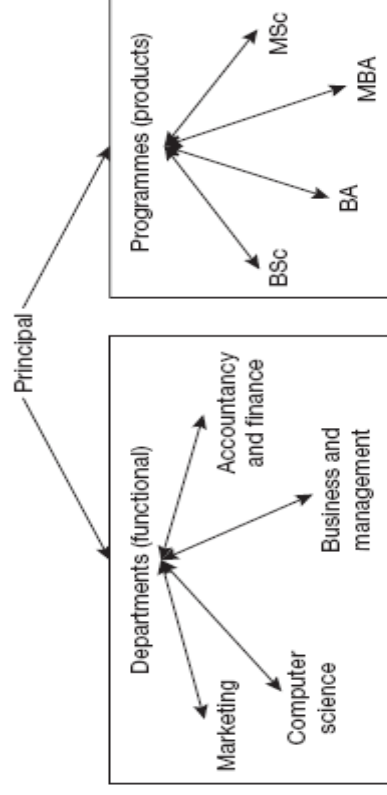 Principal
Departments (functional)
Marketing
Computer
science
Business and
management
Accountancy
and finance
Programmes (products)
BSc
BA
MBA
MSc